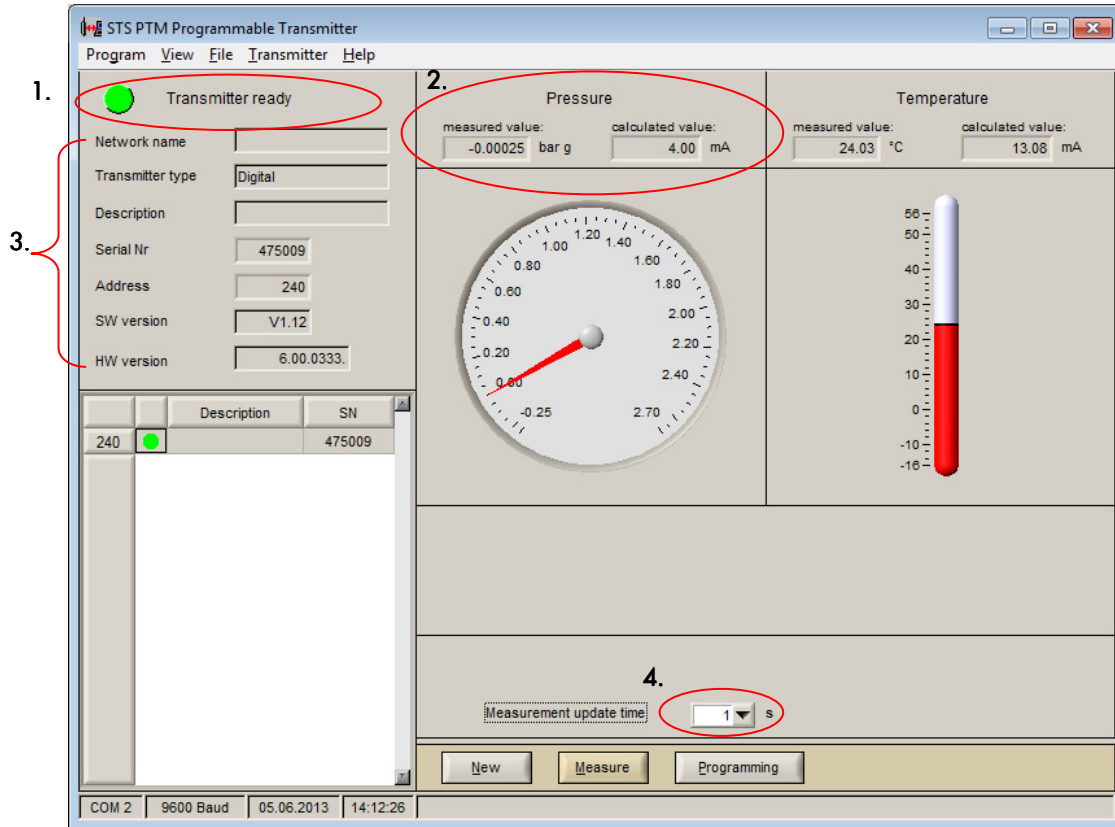 STS PTM Programmable Transmitter
Program View File Transmitter Help
1.
Transmitter ready
2.
Pressure
measured value: calculated value:
-0.00025 bar g 4.00 mA
Temperature
measured value: calculated value:
24.03 °C 13.08 mA
3.
Network name
Transmitter type Digital
Description
Serial Nr 475009
Address 240
SW version V1.12
HW version 6.00.0333.
Description SN
240 475009
-0.25
0.00
0.20
0.40
0.60
0.80
1.00
1.20
1.40
1.60
1.80
2.00
2.20
2.40
2.70
56
50
40
30
20
10
0
-10
-16
4.
Measurement update time 1 s
New Measure Programming
COM 2 9600 Baud 05.06.2013 14:12:26